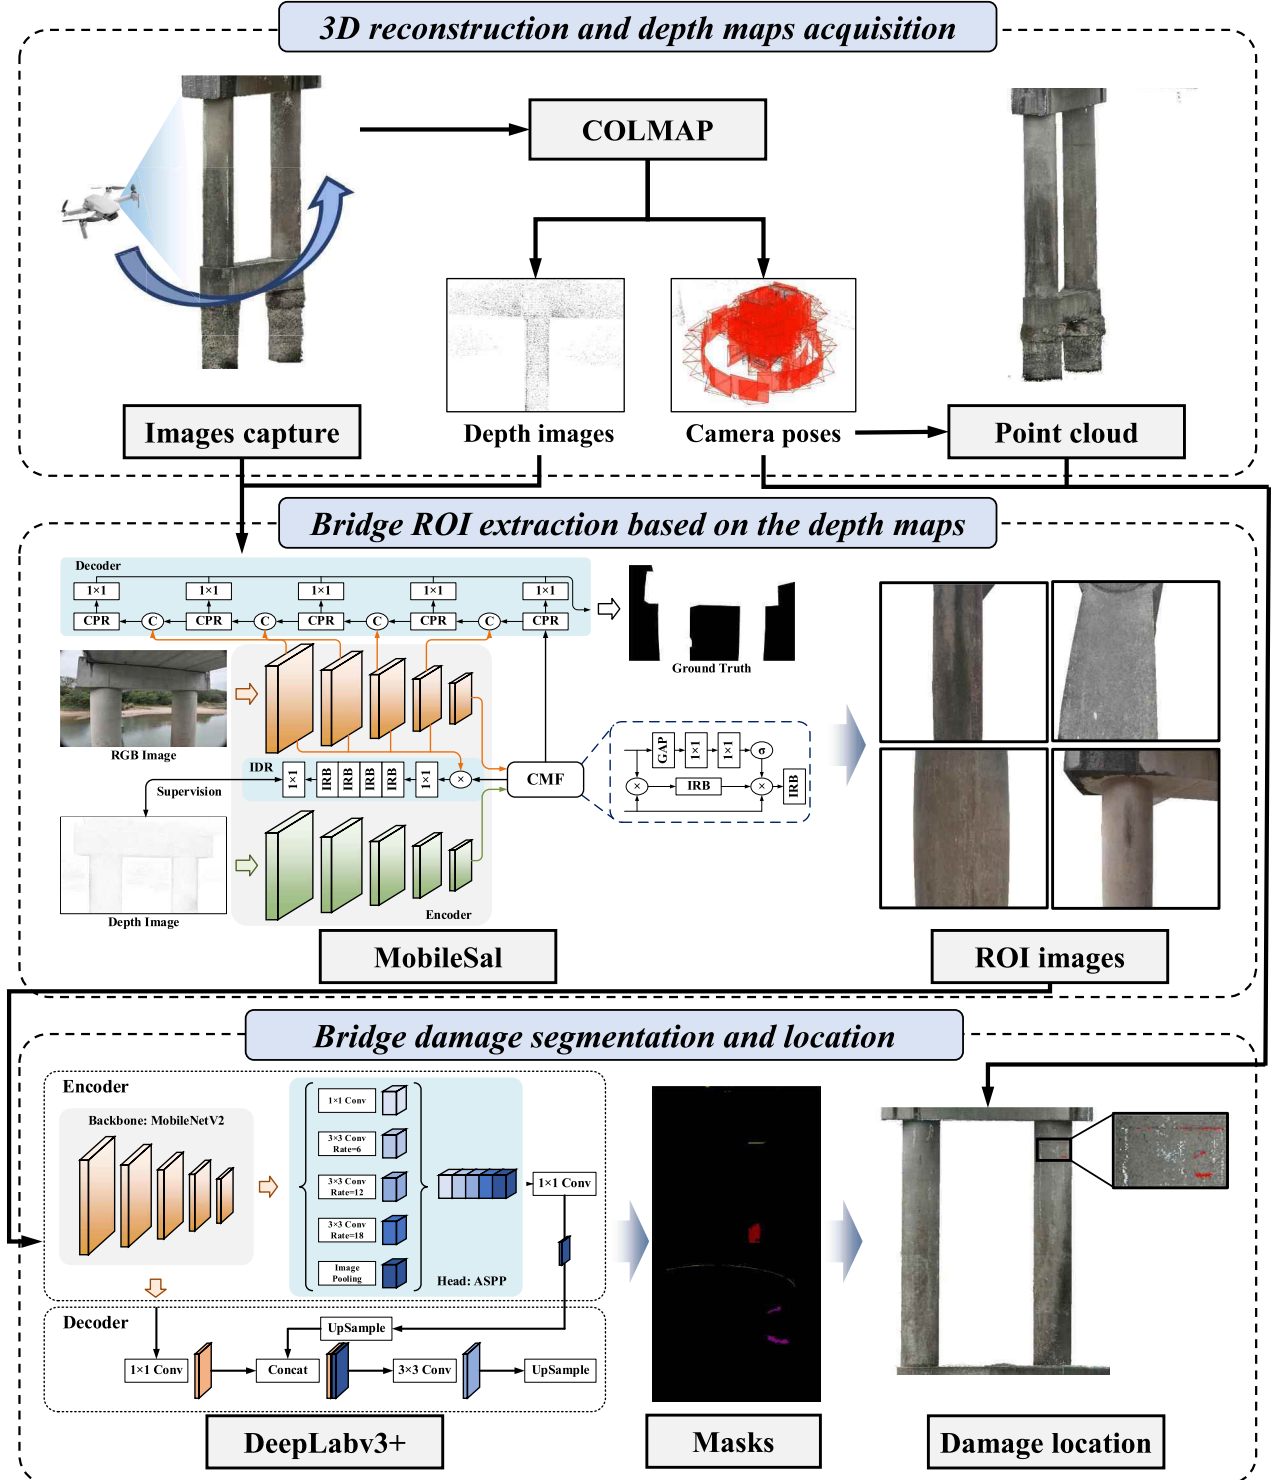 3D reconstruction and depth maps acquisition
COLMAP
Images capture
Depth images
Camera poses
Point cloud
Bridge ROI extraction based on the depth maps
Decoder
1×1
1×1
1×1
1×1
1×1
CPR
C
CPR
C
CPR
C
CPR
C
CPR
Ground Truth
RGB Image
IDR
1×1
IRB
IRB
IRB
IRB
1×1
×
CMF
GAP
1×1
1×1
σ
×
IRB
×
IRB
Supervision
Depth Image
Encoder
MobileSal
ROI images
Bridge damage segmentation and location
Encoder
Backbone: MobileNetV2
1×1 Conv
3×3 Conv
Rate=6
3×3 Conv
Rate=12
3×3 Conv
Rate=18
Image
Pooling
Head: ASPP
1×1 Conv
Decoder
UpSample
1×1 Conv
Concat
3×3 Conv
UpSample
DeepLabv3+
Masks
Damage location